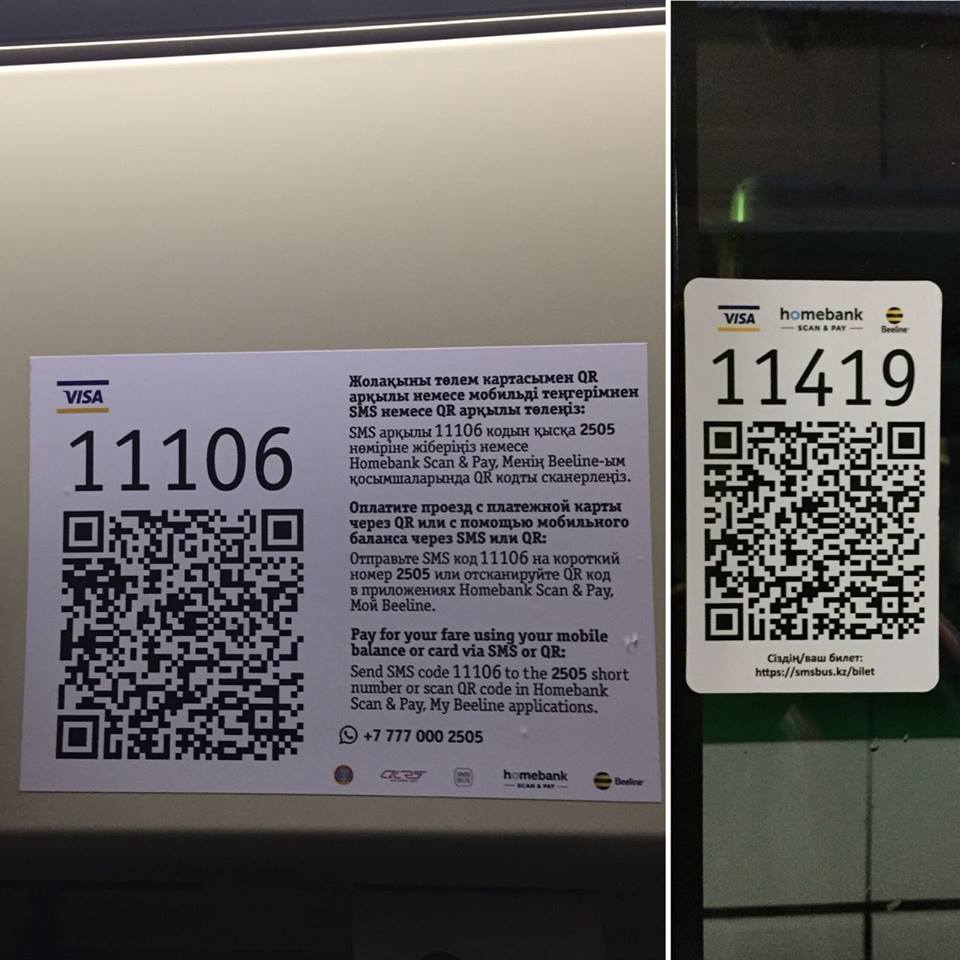 VISA
11106
Жолақыны төлем картасымен QR
арқылы немесе мобильді теңгерімнен
SMS немесе QR арқылы төлеңіз:
SMS арқылы 11106 кодын қысқа 2505
нөміріне жіберіңіз немесе
Homebank Scan & Pay, Менің Beeline-ым
қосымшаларында QR кодты сканерлеңіз.
Оплатите проезд с платежной карты
через QR или с помощью мобильного
баланса через SMS или QR:
Отправьте SMS код 11106 на короткий
номер 2505 или отсканируйте QR код
в приложениях Homebank Scan & Pay,
Мой Beeline.
Pay for your fare using your mobile
balance or card via SMS or QR:
Send SMS code 11106 to the 2505 short
number or scan QR code in Homebank
Scan & Pay, My Beeline applications.
+7 777 000 2505
SMS BUS
homebank
SCAN & PAY
Beeline
VISA
homebank
SCAN & PAY
Beeline
11419
Сіздің/ваш билет:
https://smsbus.kz/bilet